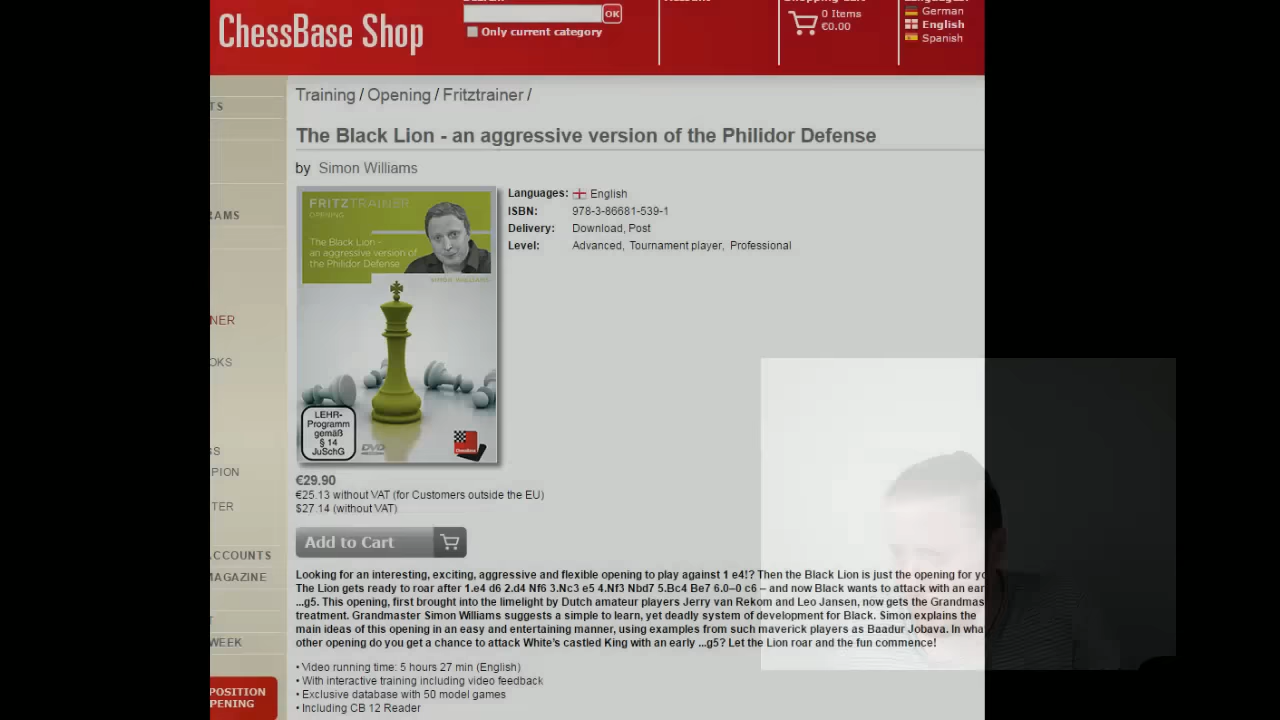 ChessBase Shop
OK
Only current category
0 Items
€0.00
German
English
Spanish
Training / Opening / Fritztrainer /
The Black Lion - an aggressive version of the Philidor Defense
by Simon Williams
FRITZTRAINER
OPENING
The Black Lion -
an aggressive version of
the Philidor Defense
SIMON WILLIAMS
LEHR-
Programm
gemäß
§ 14
JuSchG
DVD
Languages: English
ISBN: 978-3-86681-539-1
Delivery: Download, Post
Level: Advanced, Tournament player, Professional
€29.90
€25.13 without VAT (for Customers outside the EU)
$27.14 (without VAT)
Add to Cart
Looking for an interesting, exciting, aggressive and flexible opening to play against 1 e4!? Then the Black Lion is just the opening for
The Lion gets ready to roar after 1.e4 d6 2.d4 Nf6 3.Nc3 e5 4.Nf3 Nbd7 5.Bc4 Be7 6.0–0 c6 – and now Black wants to attack with an
...g5. This opening, first brought into the limelight by Dutch amateur players Jerry van Rekom and Leo Jansen, now gets the
treatment. Grandmaster Simon Williams suggests a simple to learn, yet deadly system of development for Black. Simon explains the
main ideas of this opening in an easy and entertaining manner, using examples from such maverick players as Baadur Jobava. In
other opening do you get a chance to attack White's castled King with an early ...g5? Let the Lion roar and the fun commence!
• Video running time: 5 hours 27 min (English)
• With interactive training including video feedback
• Exclusive database with 50 model games
• Including CB 12 Reader
TS
RAMS
NER
OKS
SS
PION
TER
ACCOUNTS
MAGAZINE
T
WEEK
POSITION
PENING